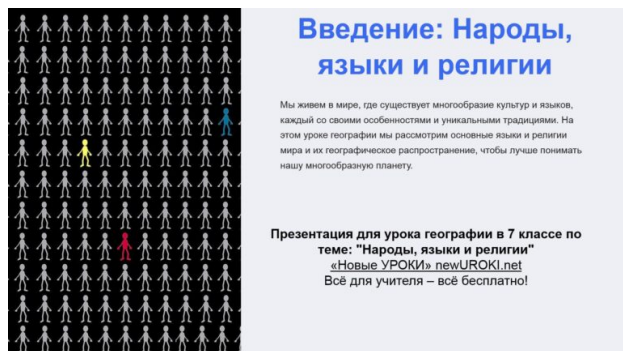 Введение: Народы,
языки и религии
Мы живем в мире, где существует многообразие культур и языков,
каждый со своими особенностями и уникальными традициями. На
этом уроке географии мы рассмотрим основные языки и религии
мира и их географическое распространение, чтобы лучше понимать
нашу многообразную планету.
Презентация для урока географии в 7 классе по
теме: "Народы, языки и религии"
«Новые УРОКИ» newUROKI.net
Всё для учителя – всё бесплатно!